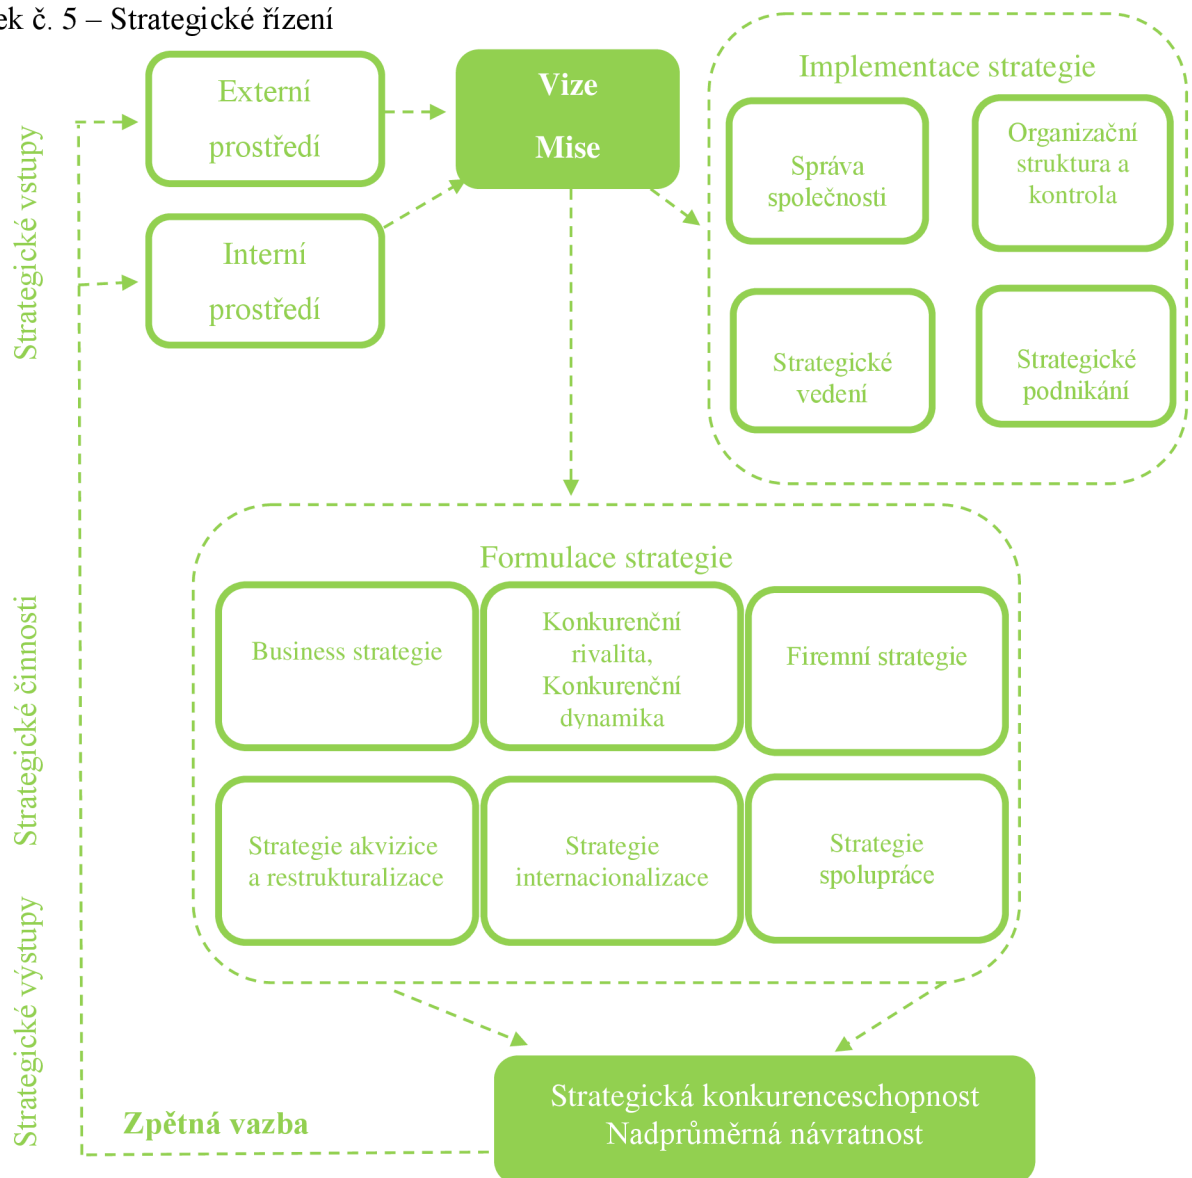 ek č. 5 – Strategické řízení
Externí
prostředí
Vize
Mise
Implementace strategie
Správa
společnosti
Organizační
struktura a
kontrola
Strategické vstupy
Interní
prostředí
Strategické
vedení
Strategické
podnikání
Formulace strategie
Business strategie
Konkurenční
rivalita,
Konkurenční
dynamika
Firemní strategie
Strategické činnosti
Strategie akvizice
a restrukturalizace
Strategie
internacionalizace
Strategie
spolupráce
Strategické výstupy
Strategická konkurenceschopnost
Nadprůměrná návratnost
Zpětná vazba